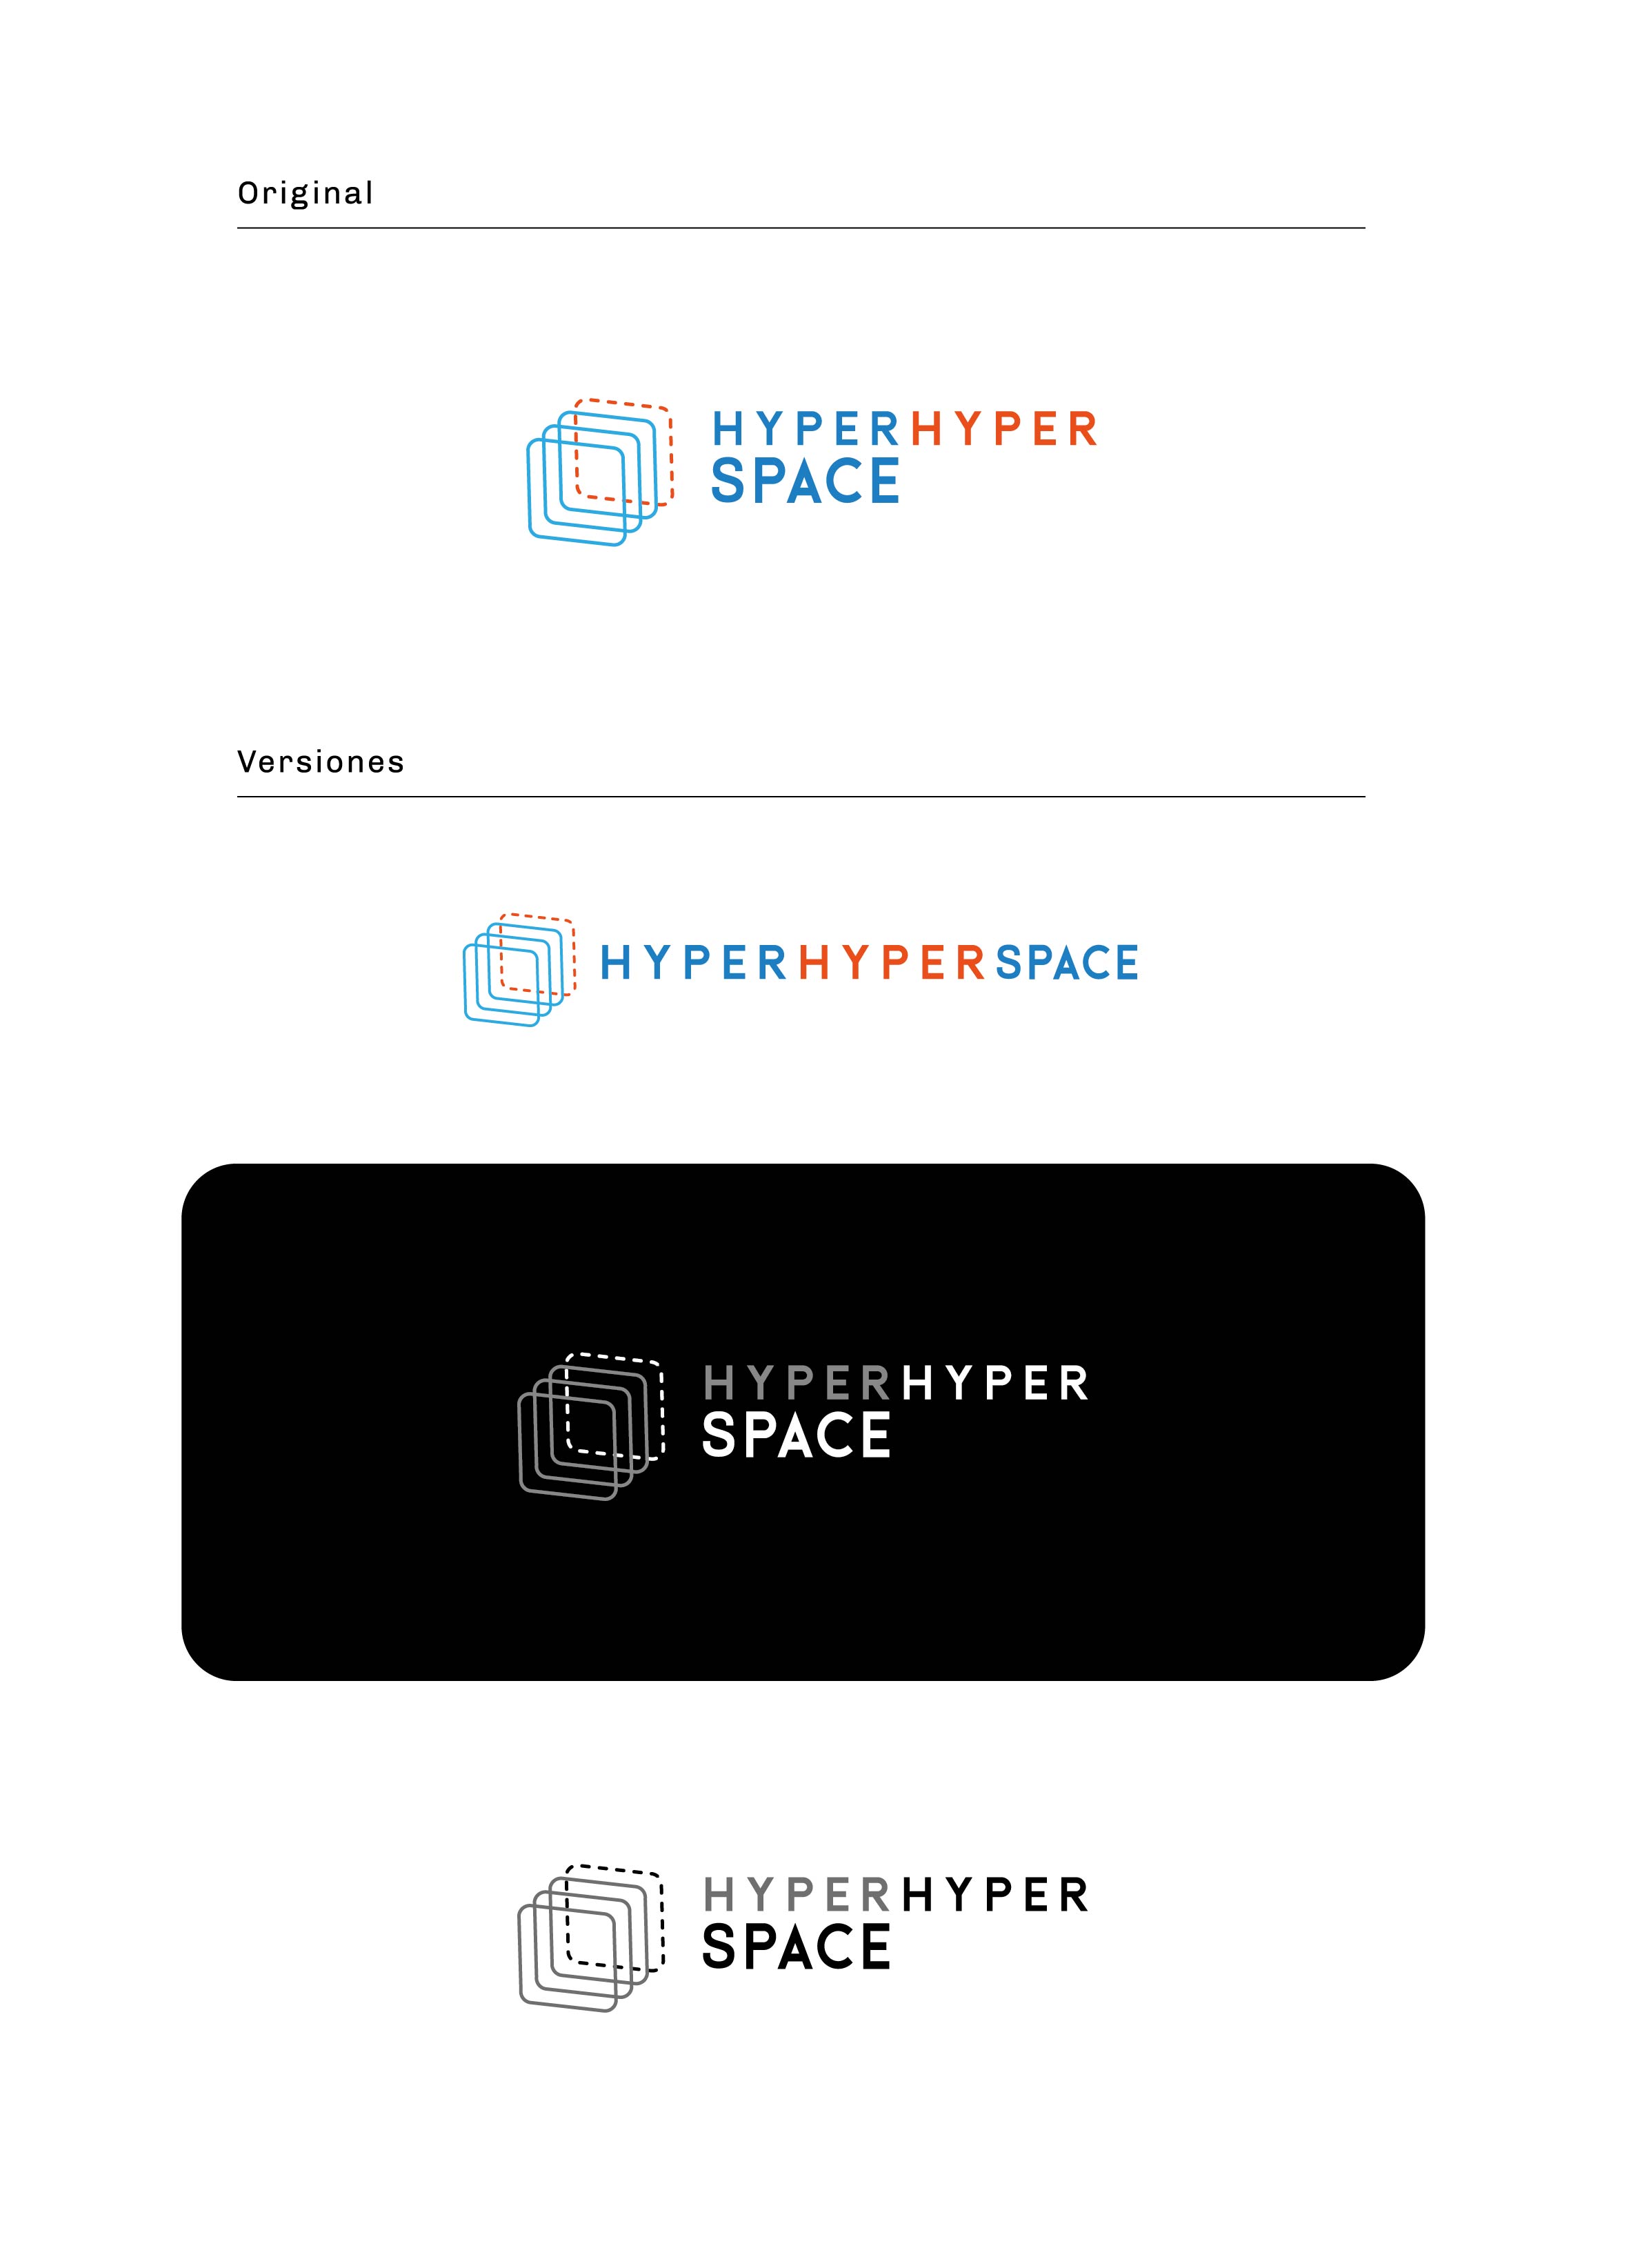 Original
HYPERHYPER
SPACE
Versiones
HYPERHYPERSPACE
HYPERHYPER
SPACE
HYPERHYPER
SPACE